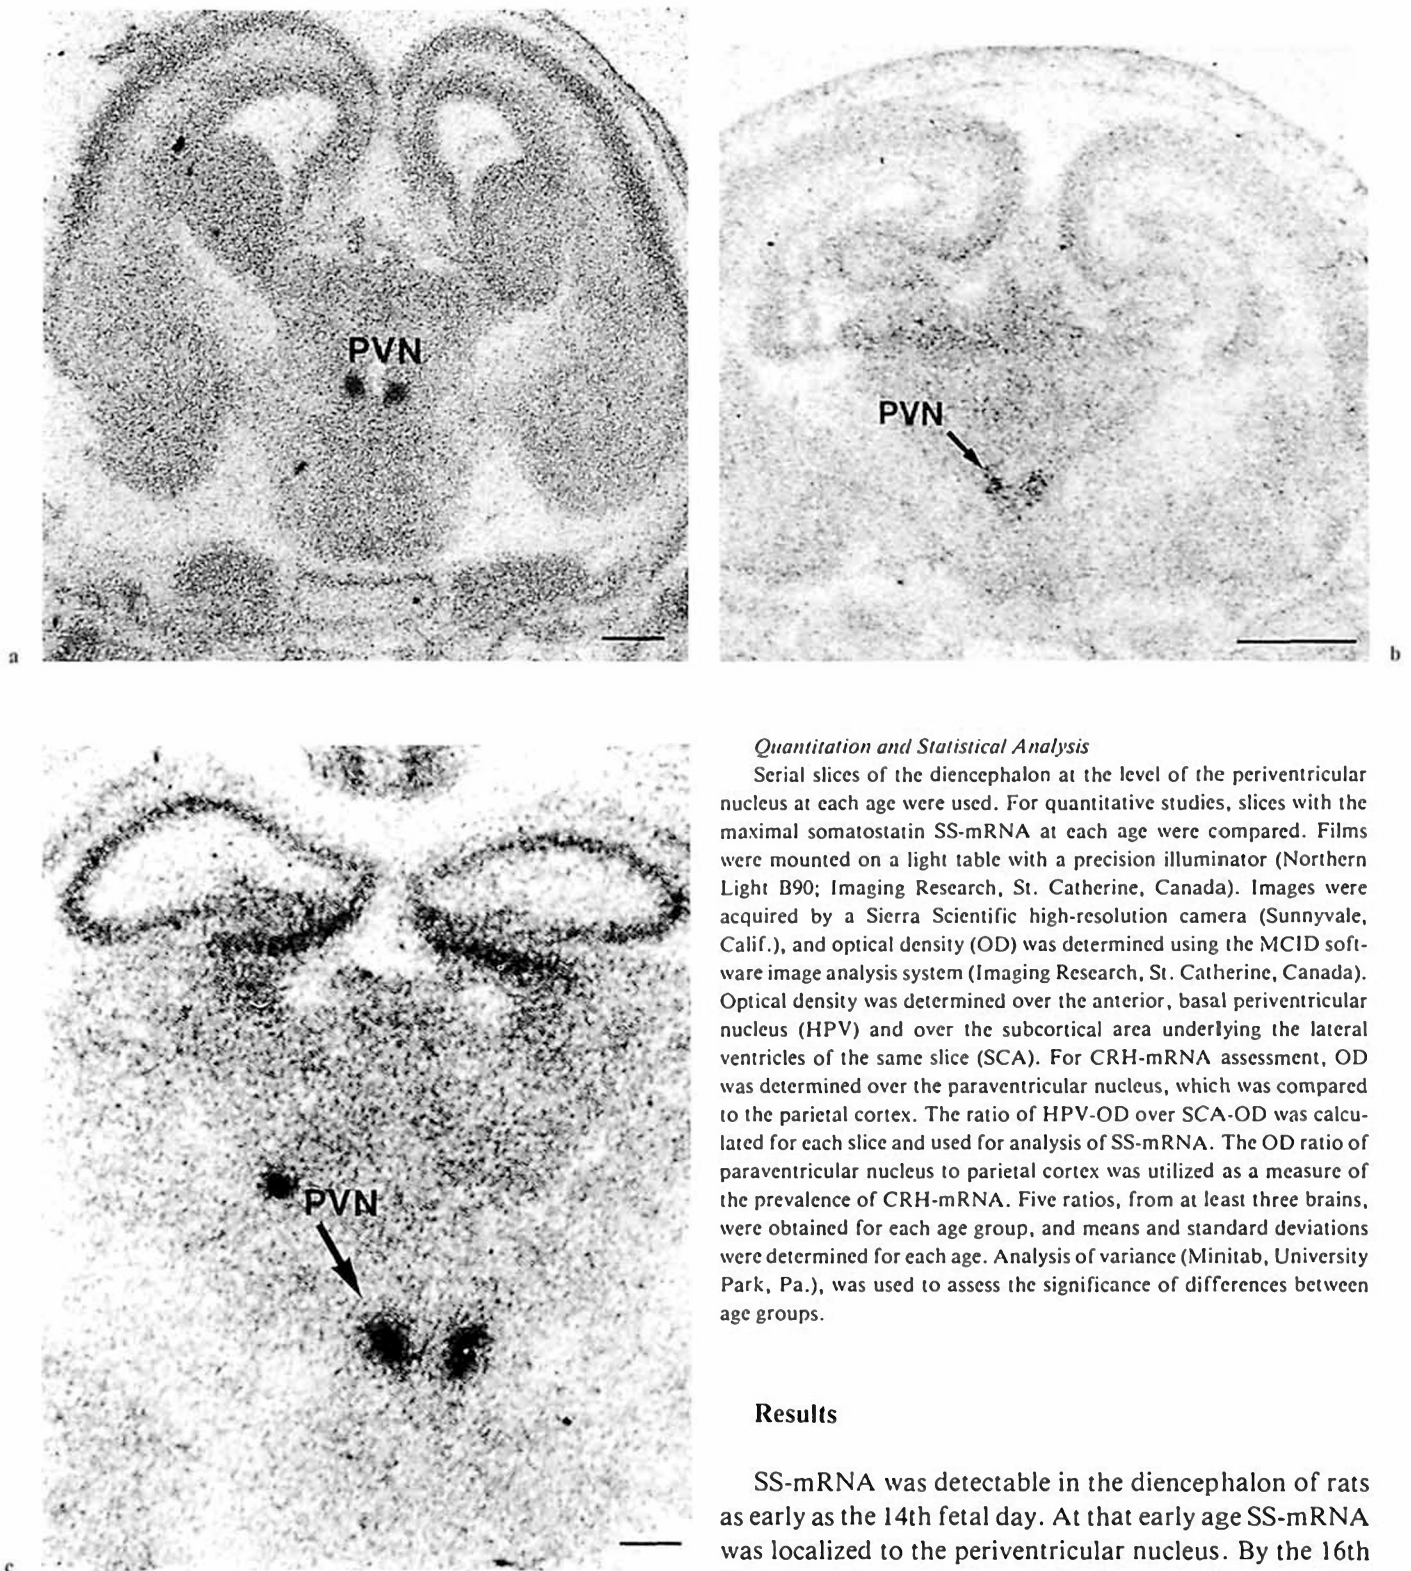 PVN
a
PVN
b
PVN
c
Quantitation and Statistical Analysis
Serial slices of the diencephalon at the level of the periventricular
nucleus at each age were used. For quantitative studies, slices with the
maximal somatostatin SS-mRNA at each age were compared. Films
were mounted on a light table with a precision illuminator (Northern
Light B90; Imaging Research, St. Catherine, Canada). Images were
acquired by a Sierra Scientific high-resolution camera (Sunnyvale,
Calif.), and optical density (OD) was determined using the MCID soft-
ware image analysis system (Imaging Research, St. Catherine, Canada).
Optical density was determined over the anterior, basal periventricular
nucleus (HPV) and over the subcortical area underlying the lateral
ventricles of the same slice (SCA). For CRH-mRNA assessment, OD
was determined over the paraventricular nucleus, which was compared
to the parietal cortex. The ratio of HPV-OD over SCA-OD was calcu-
lated for each slice and used for analysis of SS-mRNA. The OD ratio of
paraventricular nucleus to parietal cortex was utilized as a measure of
the prevalence of CRH-mRNA. Five ratios, from at least three brains,
were obtained for each age group, and means and standard deviations
were determined for each age. Analysis of variance (Minitab, University
Park, Pa.), was used to assess the significance of differences between
age groups.
Results
SS-mRNA was detectable in the diencephalon of rats
as early as the 14th fetal day. At that early age SS-mRNA
was localized to the periventricular nucleus. By the 16th